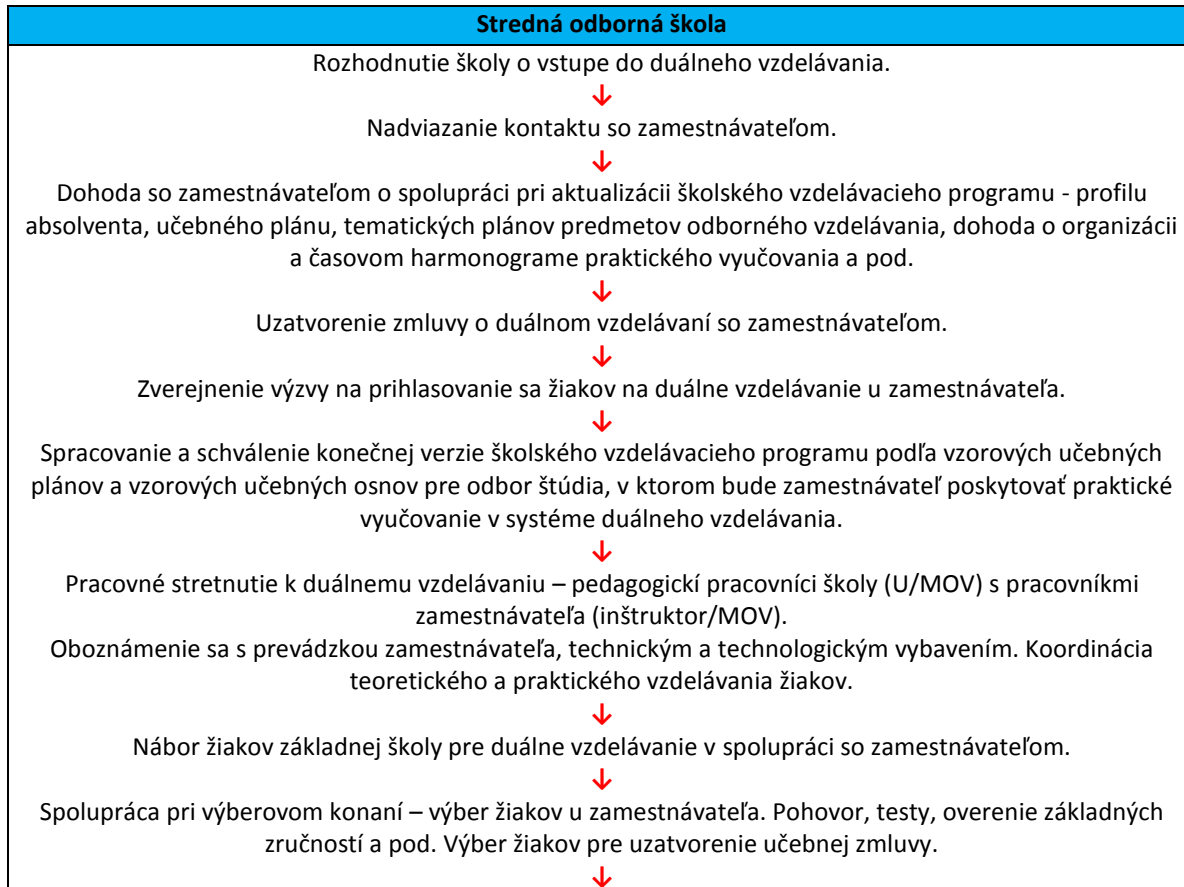 Stredná odborná škola
Rozhodnutie školy o vstupe do duálneho vzdelávania.
↓
Nadviazanie kontaktu so zamestnávateľom.
↓
Dohoda so zamestnávateľom o spolupráci pri aktualizácii školského vzdelávacieho programu - profilu
absolventa, učebného plánu, tematických plánov predmetov odborného vzdelávania, dohoda o organizácii
a časovom harmonograme praktického vyučovania a pod.
↓
Uzatvorenie zmluvy o duálnom vzdelávaní so zamestnávateľom.
↓
Zverejnenie výzvy na prihlasovanie sa žiakov na duálne vzdelávanie u zamestnávateľa.
↓
Spracovanie a schválenie konečnej verzie školského vzdelávacieho programu podľa vzorových učebných
plánov a vzorových učebných osnov pre odbor štúdia, v ktorom bude zamestnávateľ poskytovať praktické
vyučovanie v systéme duálneho vzdelávania.
↓
Pracovné stretnutie k duálnemu vzdelávaniu – pedagogickí pracovníci školy (U/MOV) s pracovníkmi
zamestnávateľa (inštruktor/MOV).
Oboznámenie sa s prevádzkou zamestnávateľa, technickým a technologickým vybavením. Koordinácia
teoretického a praktického vzdelávania žiakov.
↓
Nábor žiakov základnej školy pre duálne vzdelávanie v spolupráci so zamestnávateľom.
↓
Spolupráca pri výberovom konaní – výber žiakov u zamestnávateľa. Pohovor, testy, overenie základných
zručností a pod. Výber žiakov pre uzatvorenie učebnej zmluvy.
↓